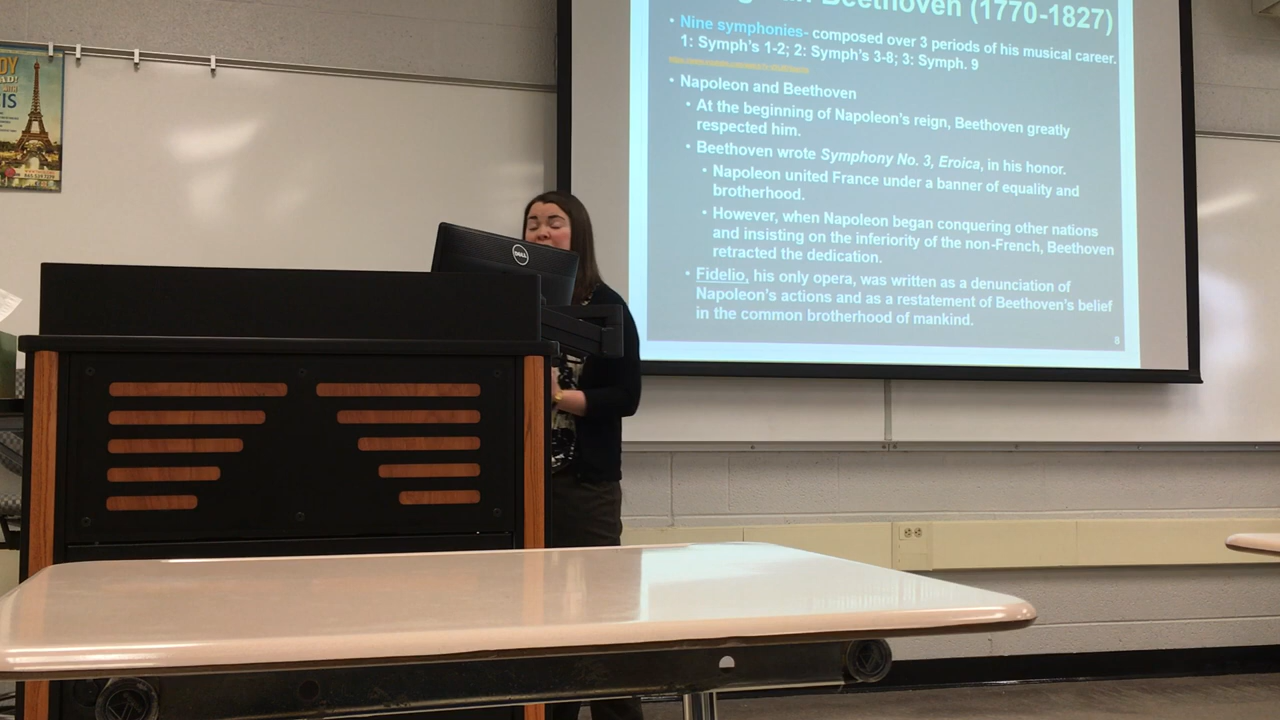 Beethoven (1770-1827)
• Nine symphonies- composed over 3 periods of his musical career.
1: Symph's 1-2; 2: Symph's 3-8; 3: Symph. 9
• Napoleon and Beethoven
• At the beginning of Napoleon's reign, Beethoven greatly
respected him.
• Beethoven wrote Symphony No. 3, Eroica, in his honor.
• Napoleon united France under a banner of equality and
brotherhood.
• However, when Napoleon began conquering other nations
and insisting on the inferiority of the non-French, Beethoven
retracted the dedication.
• Fidelio, his only opera, was written as a denunciation of
Napoleon's actions and as a restatement of Beethoven's belief
in the common brotherhood of mankind.
8
DELL